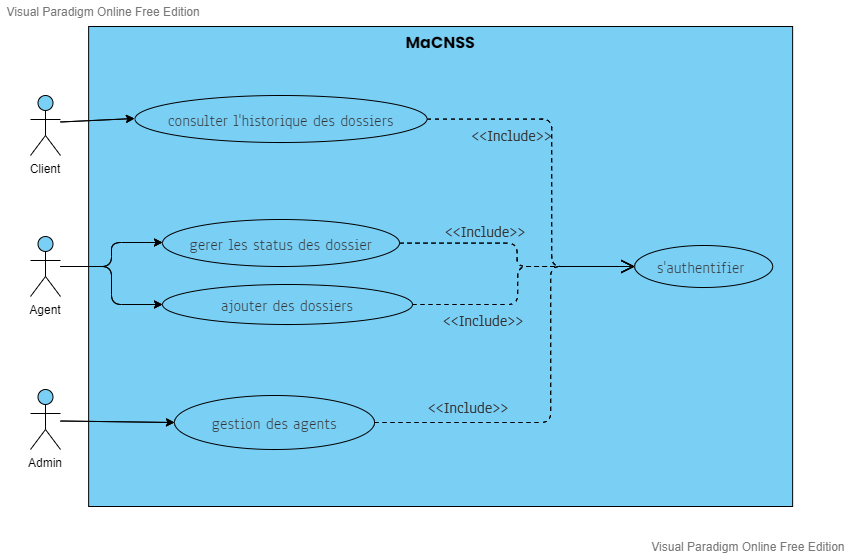 Visual Paradigm Online Free Edition
MaCNSS
consulter l'historique des dossiers
<<Include>>
Client
gerer les status des dossier
<<Include>>
s'authentifier
Agent
ajouter des dossiers
<<Include>>
gestion des agents
<<Include>>
Admin
Visual Paradigm Online Free Edition